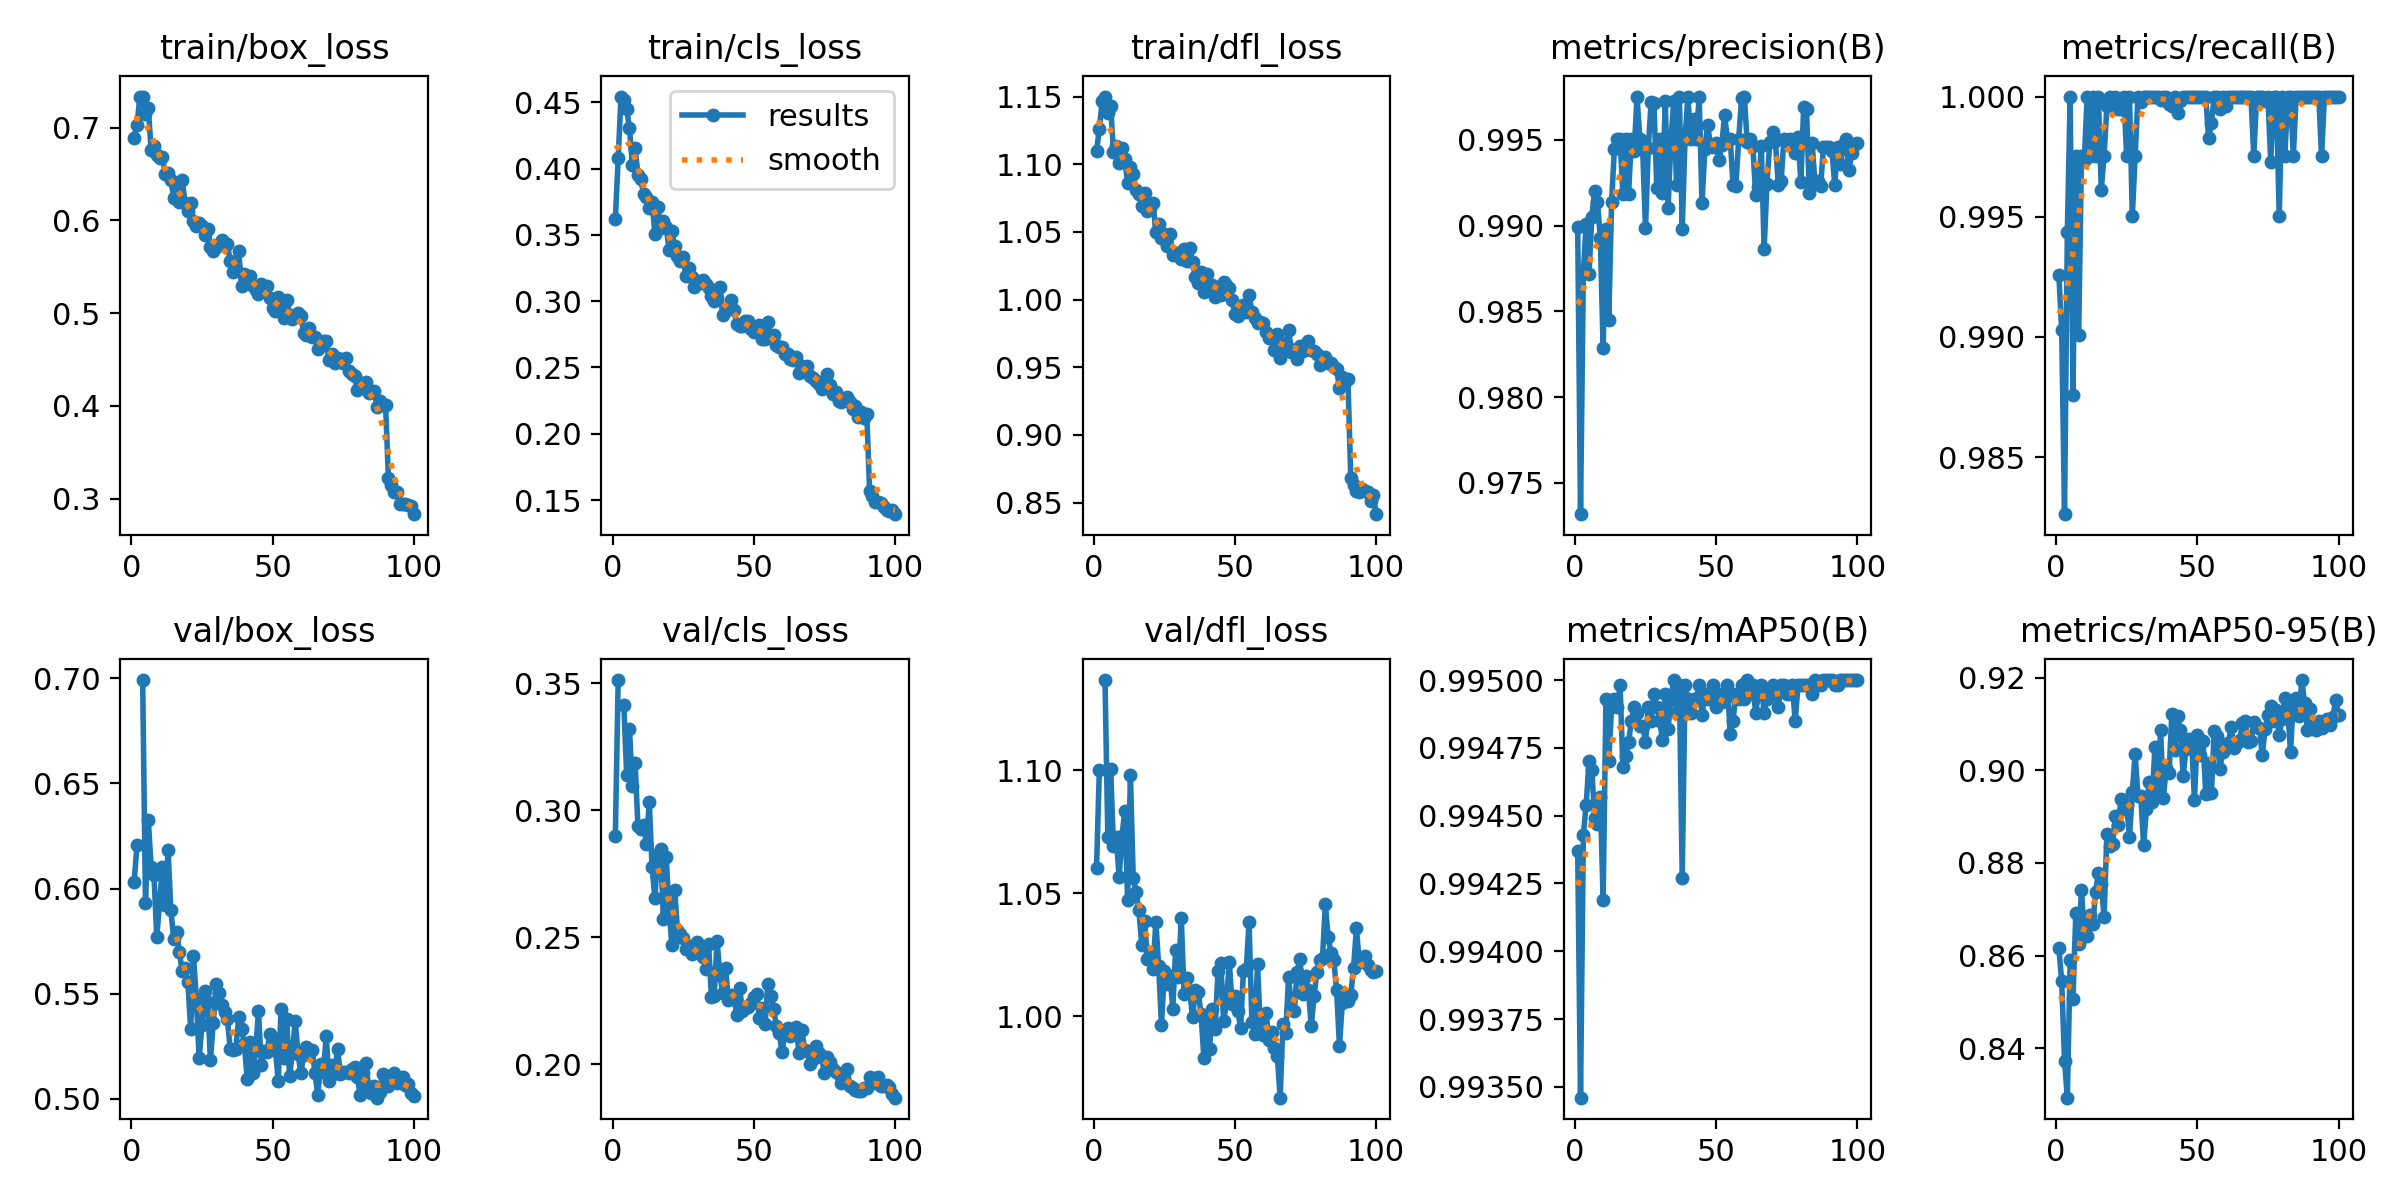 train/box_loss
0.7
0.6
0.5
0.4
0.3
0 50 100
train/cls_loss
results
smooth
0.45
0.40
0.35
0.30
0.25
0.20
0.15
0 50 100
train/dfl_loss
1.15
1.10
1.05
1.00
0.95
0.90
0.85
0 50 100
metrics/precision(B)
0.995
0.990
0.985
0.980
0.975
0 50 100
metrics/recall(B)
1.000
0.995
0.990
0.985
0 50 100
val/box_loss
0.70
0.65
0.60
0.55
0.50
0 50 100
val/cls_loss
0.35
0.30
0.25
0.20
0 50 100
val/dfl_loss
1.10
1.05
1.00
0 50 100
metrics/mAP50(B)
0.99500
0.99475
0.99450
0.99425
0.99400
0.99375
0.99350
0 50 100
metrics/mAP50-95(B)
0.92
0.90
0.88
0.86
0.84
0 50 100